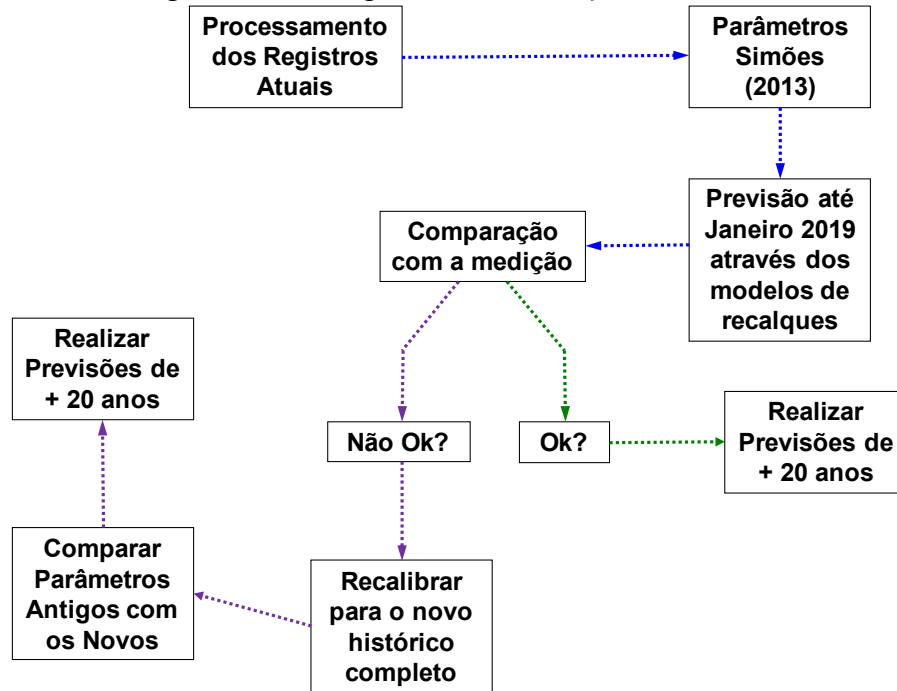 Processamento
dos Registros
Atuais
Parâmetros
Simões
(2013)
Previsão até
Janeiro 2019
através dos
modelos de
recalques
Comparação
com a medição
Realizar
Previsões de
+ 20 anos
Não Ok?
Ok?
Realizar
Previsões de
+ 20 anos
Comparar
Parâmetros
Antigos com
os Novos
Recalibrar
para o novo
histórico
completo